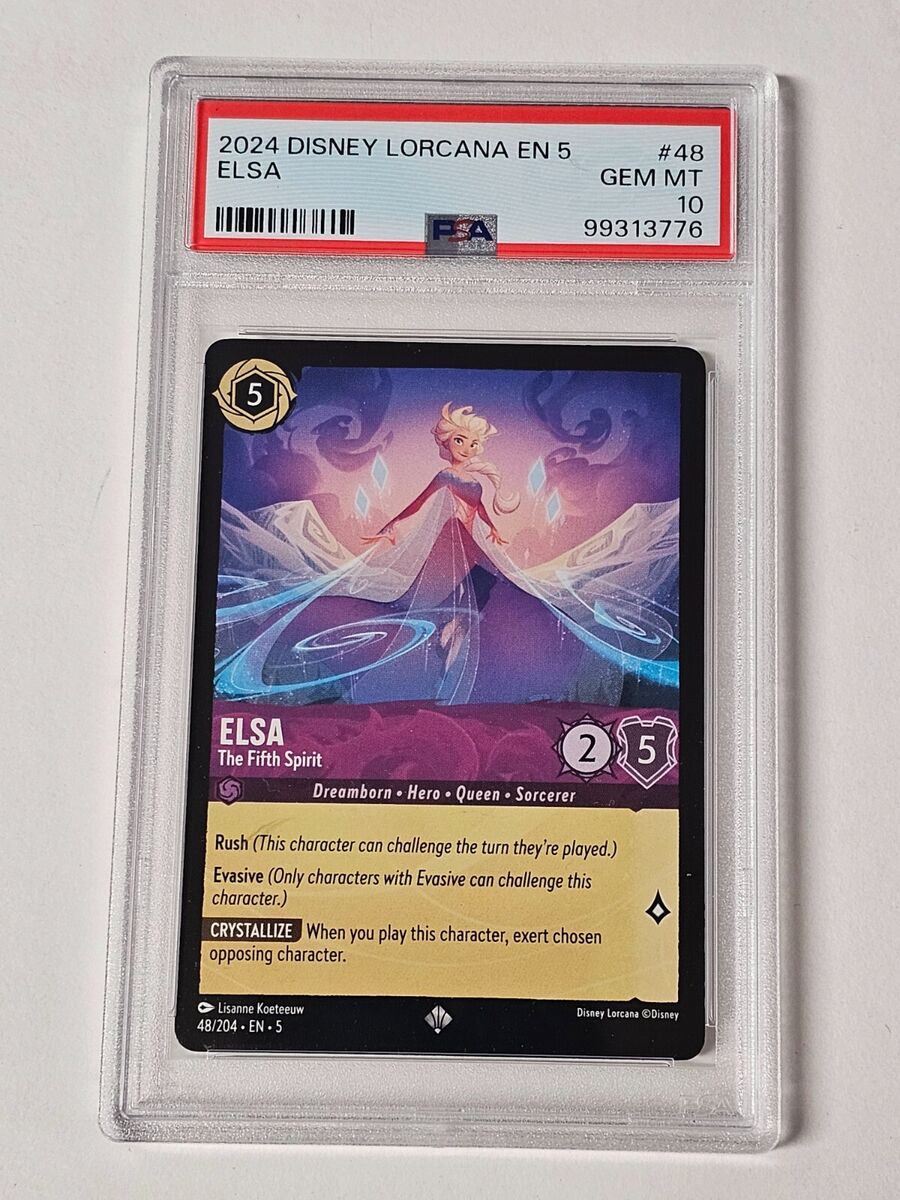 2024 DISNEY LORCANA EN 5 #48
ELSA GEM MT
10
PSA 99313776
5
ELSA
The Fifth Spirit
2 5
Dreamborn • Hero • Queen • Sorcerer
Rush (This character can challenge the turn they're played.)
Evasive (Only characters with Evasive can challenge this
character.)
CRYSTALLIZE When you play this character, exert chosen
opposing character.
Lisanne Koeteeuw
48/204 • EN • 5
Disney Lorcana ©Disney